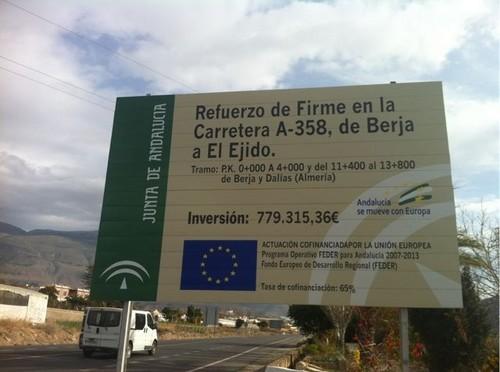 JUNTA DE ANDALUCIA
Refuerzo de Firme en la
Carretera A-358, de Berja
a El Ejido.
Tramo: P.K. 0+000 A 4+000 y del 11+400 al 13+800
de Berja y Dalías (Almería)
Andalucía
se mueve con Europa
Inversión: 779.315,36€
ACTUACIÓN COFINANCIADAPOR LA UNIÓN EUROPEA
Programa Operativo FEDER para Andalucía 2007-2013
Fondo Europeo de Desarrollo Regional (FEDER)
Tasa de cofinanciación: 65%